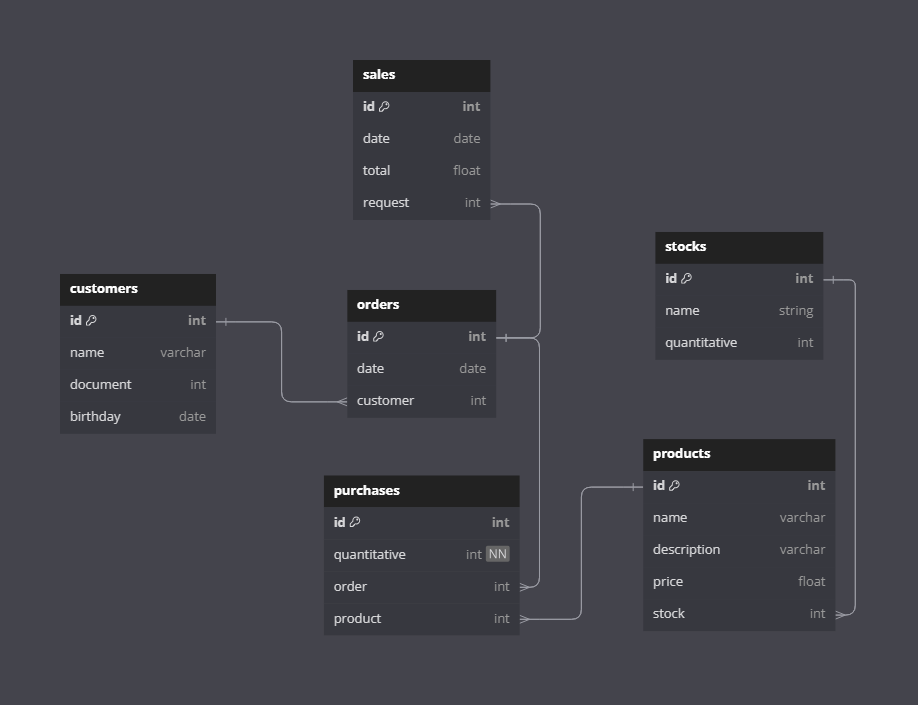 sales
id int
date date
total float
request int
stocks
id int
name string
quantitative int
customers
id int
name varchar
document int
birthday date
orders
id int
date date
customer int
products
id int
name varchar
description varchar
price float
stock int
purchases
id int
quantitative int NN
order int
product int